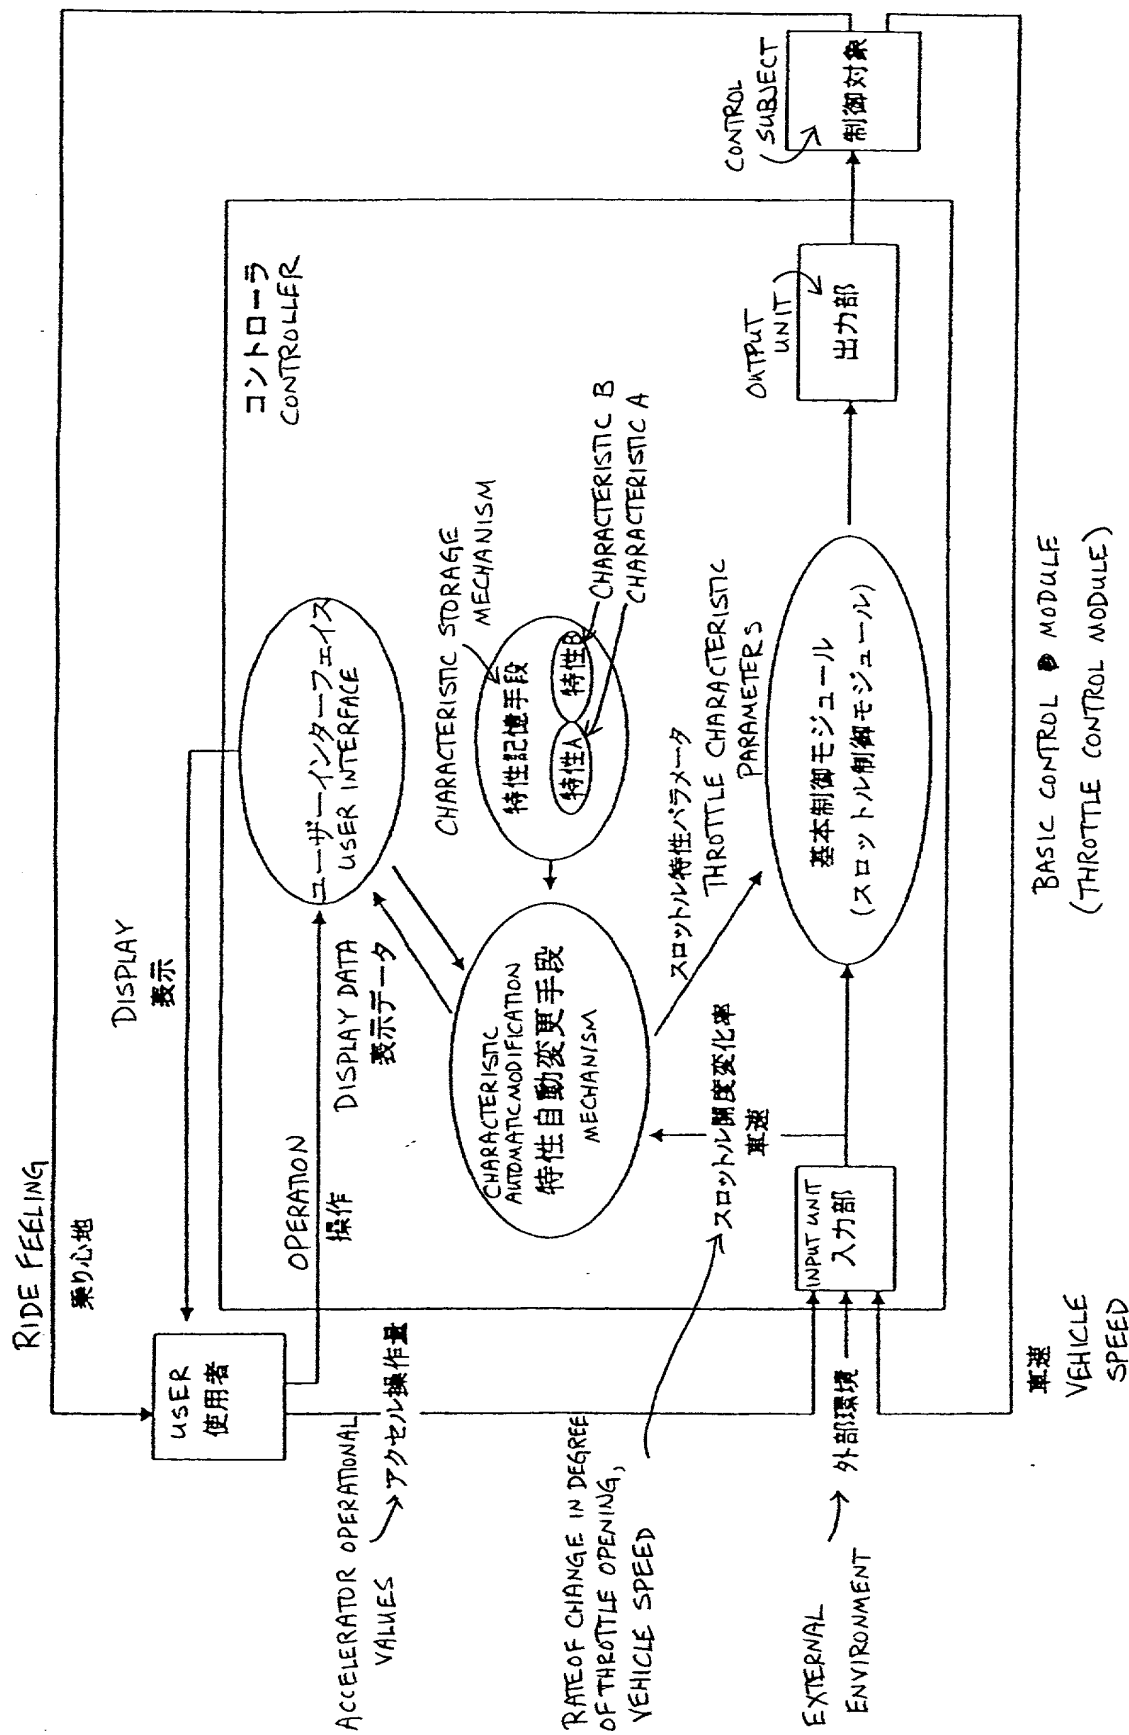 RIDE FEELING
乗り心地
DISPLAY
表示
USER
使用者
OPERATION
操作
DISPLAY DATA
表示データ
コントローラ
CONTROLLER
ユーザーインターフェイス
USER INTERFACE
CHARACTERISTIC STORAGE
MECHANISM
特性記憶手段
特性A
特性B
CHARACTERISTIC B
CHARACTERISTIC A
CHARACTERISTIC
AUTOMATIC MODIFICATION
特性自動変更手段
MECHANISM
ACCELERATOR OPERATIONAL
VALUES
アクセル操作量
スロットル特性パラメータ
THROTTLE CHARACTERISTIC
PARAMETERS
RATE OF CHANGE IN DEGREE
OF THROTTLE OPENING,
VEHICLE SPEED
スロットル開度変化率
車速
INPUT UNIT
入力部
基本制御モジュール
(スロットル制御モジュール)
OUTPUT
UNIT
出力部
CONTROL
SUBJECT
制御対象
EXTERNAL
ENVIRONMENT
外部環境
車速
VEHICLE
SPEED
BASIC CONTROL MODULE
(THROTTLE CONTROL MODULE)